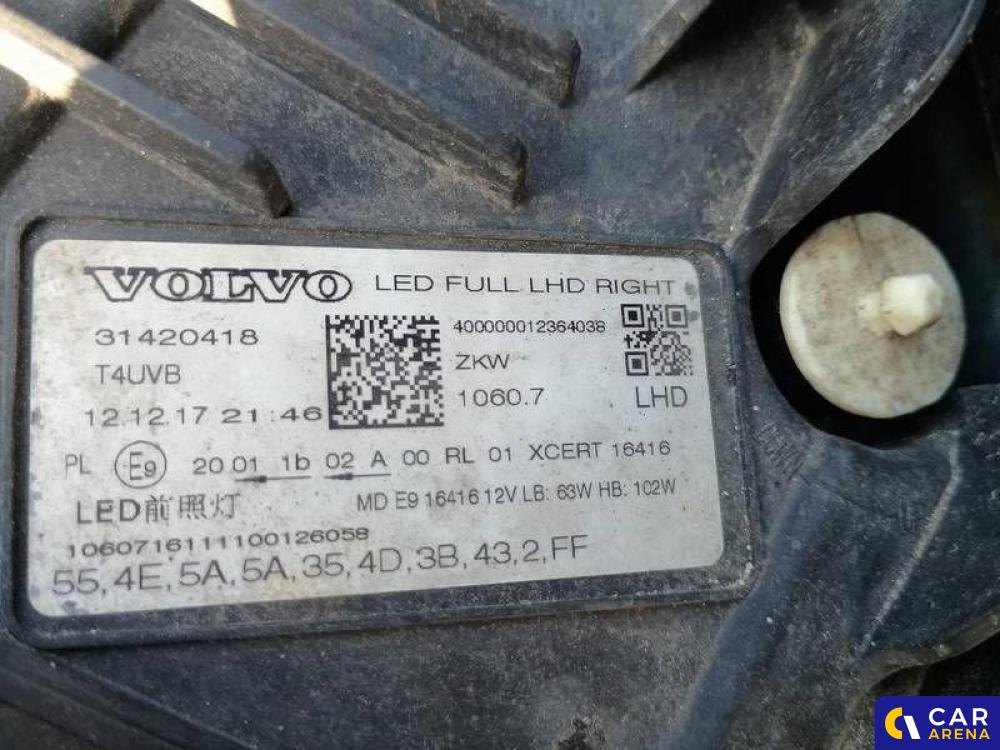 VOLVO LED FULL LHD RIGHT
31420418
400000012364038
T4UVB
ZKW
12.12.17 21:46
1060.7
LHD
PL E9 20 01 1b 02 A 00 RL 01 XCERT 16416
LED前照灯
MD E9 16416 12V LB: 63W HB: 102W
1060716111100126058
55,4E,5A,5A,35,4D,3B,43,2,FF
CAR
ARENA